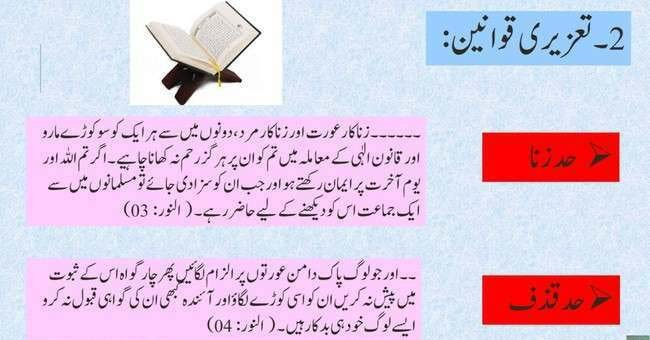 2۔ تعزیری قوانین:
حد زنا
۔۔۔۔۔۔زناکار عورت اور زناکار مرد، دونوں میں سے ہر ایک کو سو کوڑے مارو
اور قانون الٰہی کے معاملہ میں تم کو ان پر ہرگز رحم نہ کھانا چاہیے۔ اگر تم اللہ اور
یوم آخرت پر ایمان رکھتے ہو اور جب ان کو سزا دی جائے تو مسلمانوں میں سے
ایک جماعت اس کو دیکھنے کے لیے حاضر رہے۔ ( النور: 03)
حد قذف
۔۔اور جو لوگ پاک دامن عورتوں پر الزام لگائیں پھر چار گواہ اس کے ثبوت
میں پیش نہ کریں ان کو اسی کوڑے لگاؤ اور آئندہ کبھی ان کی گواہی قبول نہ کرو
ایسے لوگ خود ہی بدکار ہیں۔ ( النور: 04)